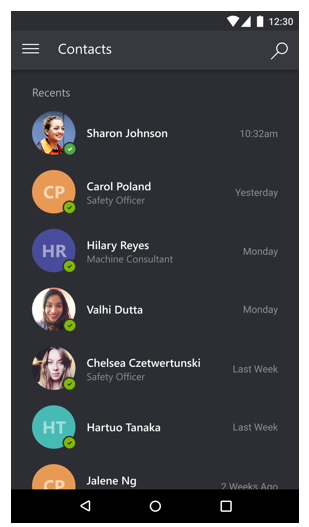 12:30
Contacts
Recents
Sharon Johnson 10:32am
CP Carol Poland Yesterday
Safety Officer
HR Hilary Reyes Monday
Machine Consultant
Valhi Dutta Monday
Chelsea Czetwertunski Last Week
Safety Officer
HT Hartuo Tanaka Last Week
CP Jalene Ng 2 Weeks Ago